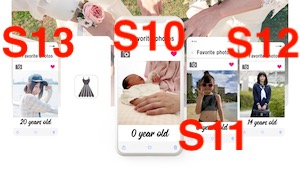 S13
S10
S12
Favorite photos
Favorite photos
Favorite photos
20 years old
0 year old
S11
14 years old